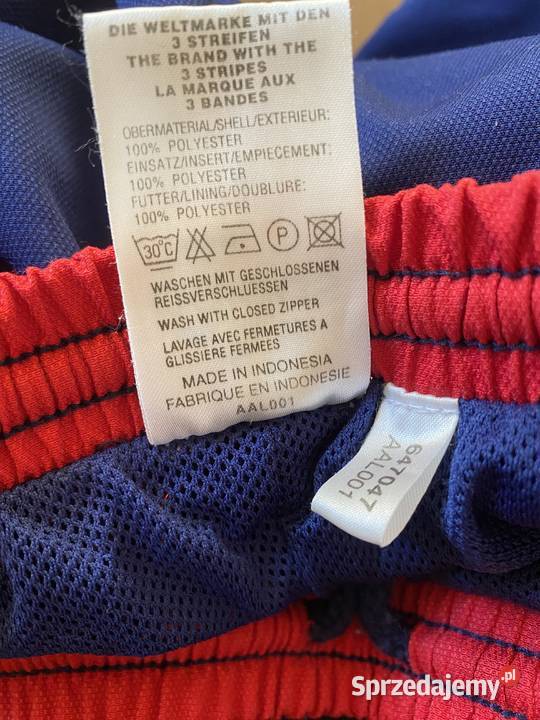 DIE WELTMARKE MIT DEN
3 STREIFEN
THE BRAND WITH THE
3 STRIPES
LA MARQUE AUX
3 BANDES
OBERMATERIAL/SHELL/EXTERIEUR:
100% POLYESTER
EINSATZ/INSERT/EMPIECEMENT:
100% POLYESTER
FUTTER/LINING/DOUBLURE:
100% POLYESTER
30°C P
WASCHEN MIT GESCHLOSSENEN
REISSVERSCHLUESSEN
WASH WITH CLOSED ZIPPER
LAVAGE AVEC FERMETURES A
GLISSIERE FERMEES
MADE IN INDONESIA
FABRIQUE EN INDONESIE
AAL001
647047
AAL001
Sprzedajemy.pl